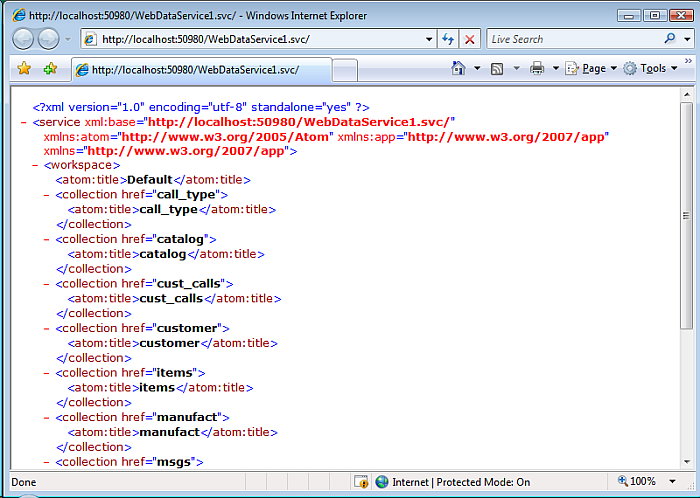 http://localhost:50980/WebDataService1.svc/ - Windows Internet Explorer
http://localhost:50980/WebDataService1.svc/
Live Search
http://localhost:50980/WebDataService1.svc/
Page
Tools
<?xml version="1.0" encoding="utf-8" standalone="yes" ?>
- <service xml:base="http://localhost:50980/WebDataService1.svc/"
xmlns:atom="http://www.w3.org/2005/Atom" xmlns:app="http://www.w3.org/2007/app"
xmlns="http://www.w3.org/2007/app">
- <workspace>
<atom:title>Default</atom:title>
- <collection href="call_type">
<atom:title>call_type</atom:title>
</collection>
- <collection href="catalog">
<atom:title>catalog</atom:title>
</collection>
- <collection href="cust_calls">
<atom:title>cust_calls</atom:title>
</collection>
- <collection href="customer">
<atom:title>customer</atom:title>
</collection>
- <collection href="items">
<atom:title>items</atom:title>
</collection>
- <collection href="manufact">
<atom:title>manufact</atom:title>
</collection>
- <collection href="msgs">
Done
Internet | Protected Mode: On
100%